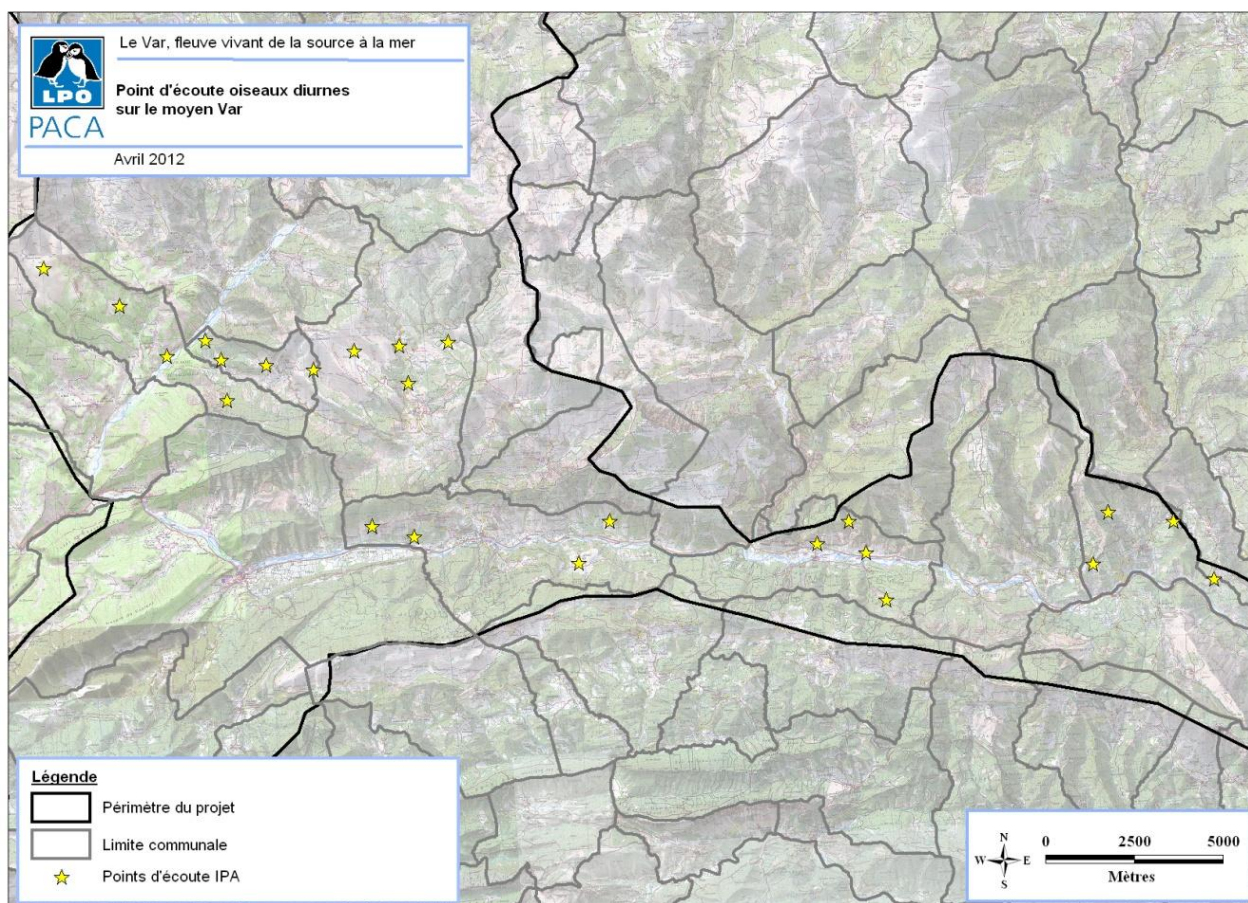 Le Var, fleuve vivant de la source à la mer
LPO
PACA
Point d'écoute oiseaux diurnes
sur le moyen Var
Avril 2012
Légende
Périmètre du projet
Limite communale
Points d'écoute IPA
N
W E
S
0 2500 5000
Mètres